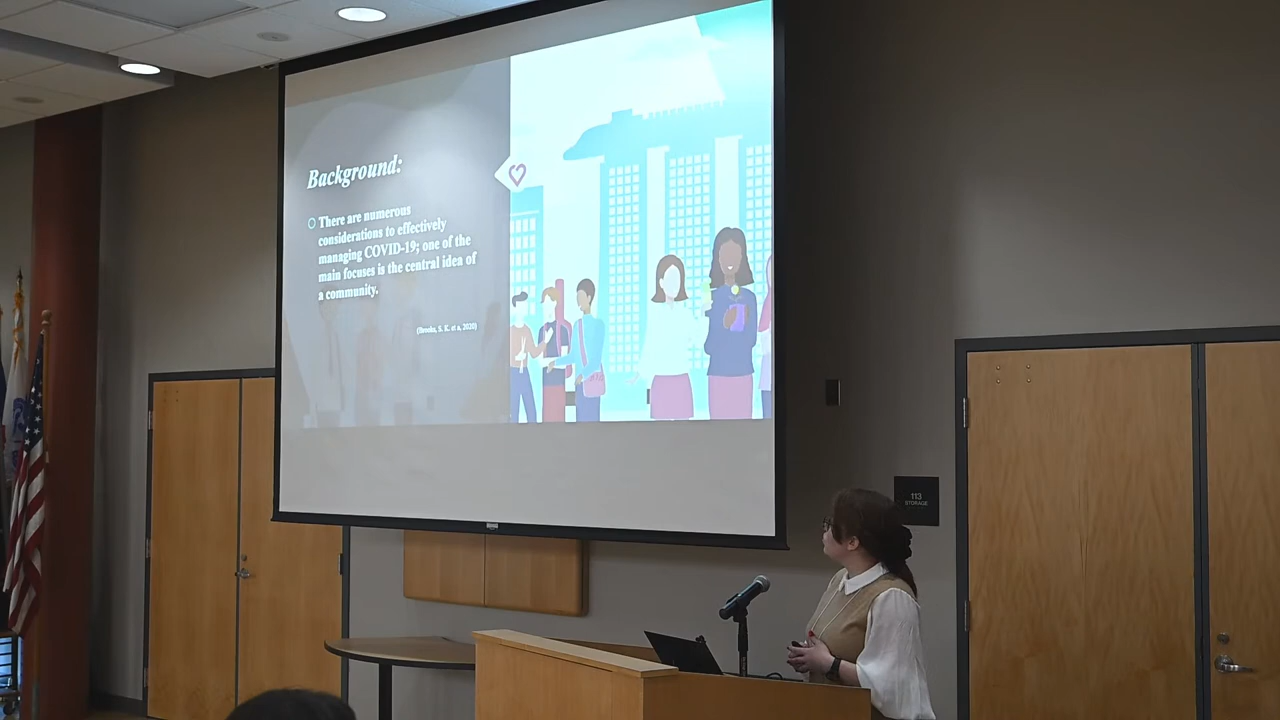 Background:
There are numerous
considerations to effectively
managing COVID-19; one of the
main focuses is the central idea of
a community.
(Brooks, S. K. et a, 2020)
113
STORAGE